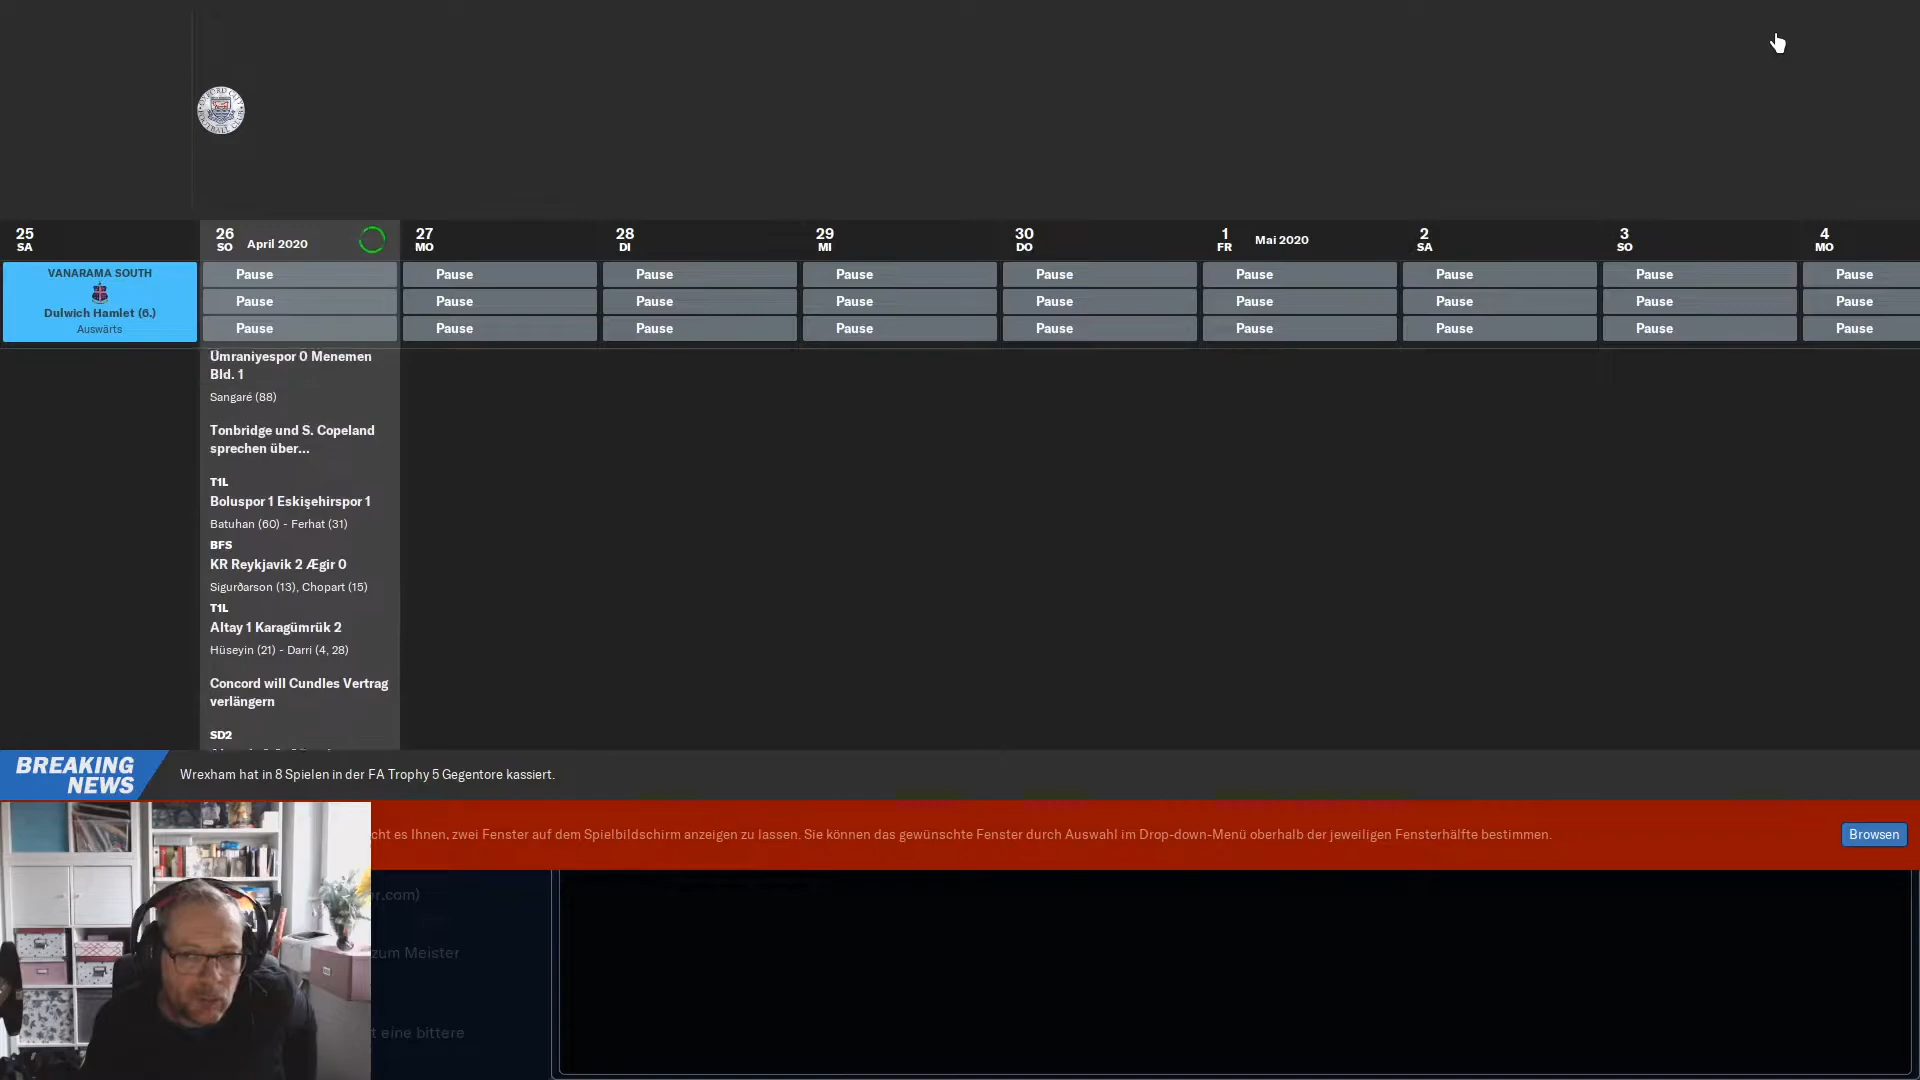 25
SA
26
SO
April 2020
27
MO
28
DI
29
MI
30
DO
1
FR
Mai 2020
2
SA
3
SO
4
MO
VANARAMA SOUTH
Dulwich Hamlet (6.)
Auswärts
Pause Pause Pause Pause Pause Pause Pause Pause Pause
Pause Pause Pause Pause Pause Pause Pause Pause Pause
Pause Pause Pause Pause Pause Pause Pause Pause Pause
Ümraniyespor 0 Menemen
Bld. 1
Sangaré (88)
Tonbridge und S. Copeland
sprechen über...
T1L
Boluspor 1 Eskişehirspor 1
Batuhan (60) - Ferhat (31)
BFS
KR Reykjavik 2 Ægir 0
Sigurðarson (13), Chopart (15)
T1L
Altay 1 Karagümrük 2
Hüseyin (21) - Darri (4, 28)
Concord will Cundles Vertrag
verlängern
SD2
BREAKING
NEWS
Wrexham hat in 8 Spielen in der FA Trophy 5 Gegentore kassiert.
cht es Ihnen, zwei Fenster auf dem Spielbildschirm anzeigen zu lassen. Sie können das gewünschte Fenster durch Auswahl im Drop-down-Menü oberhalb der jeweiligen Fensterhälfte bestimmen.
Browsen
r.com)
zum Meister
t eine bittere